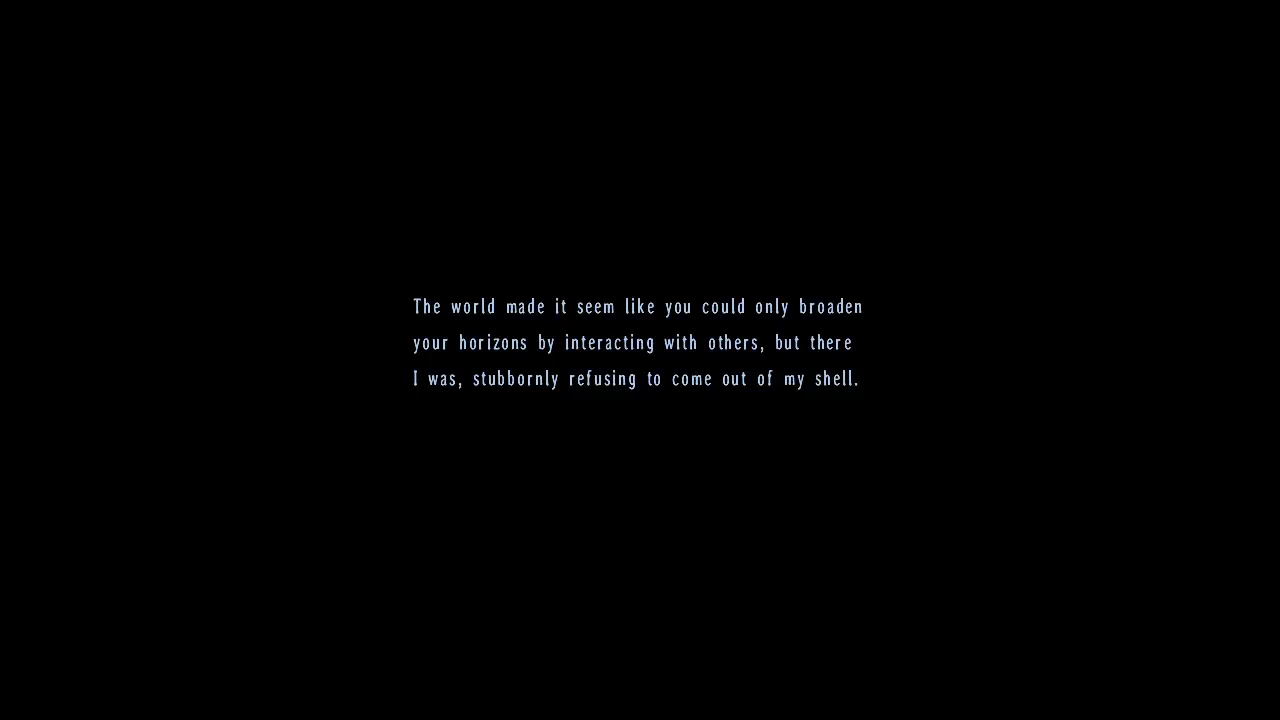 The world made it seem like you could only broaden
your horizons by interacting with others, but there
I was, stubbornly refusing to come out of my shell.